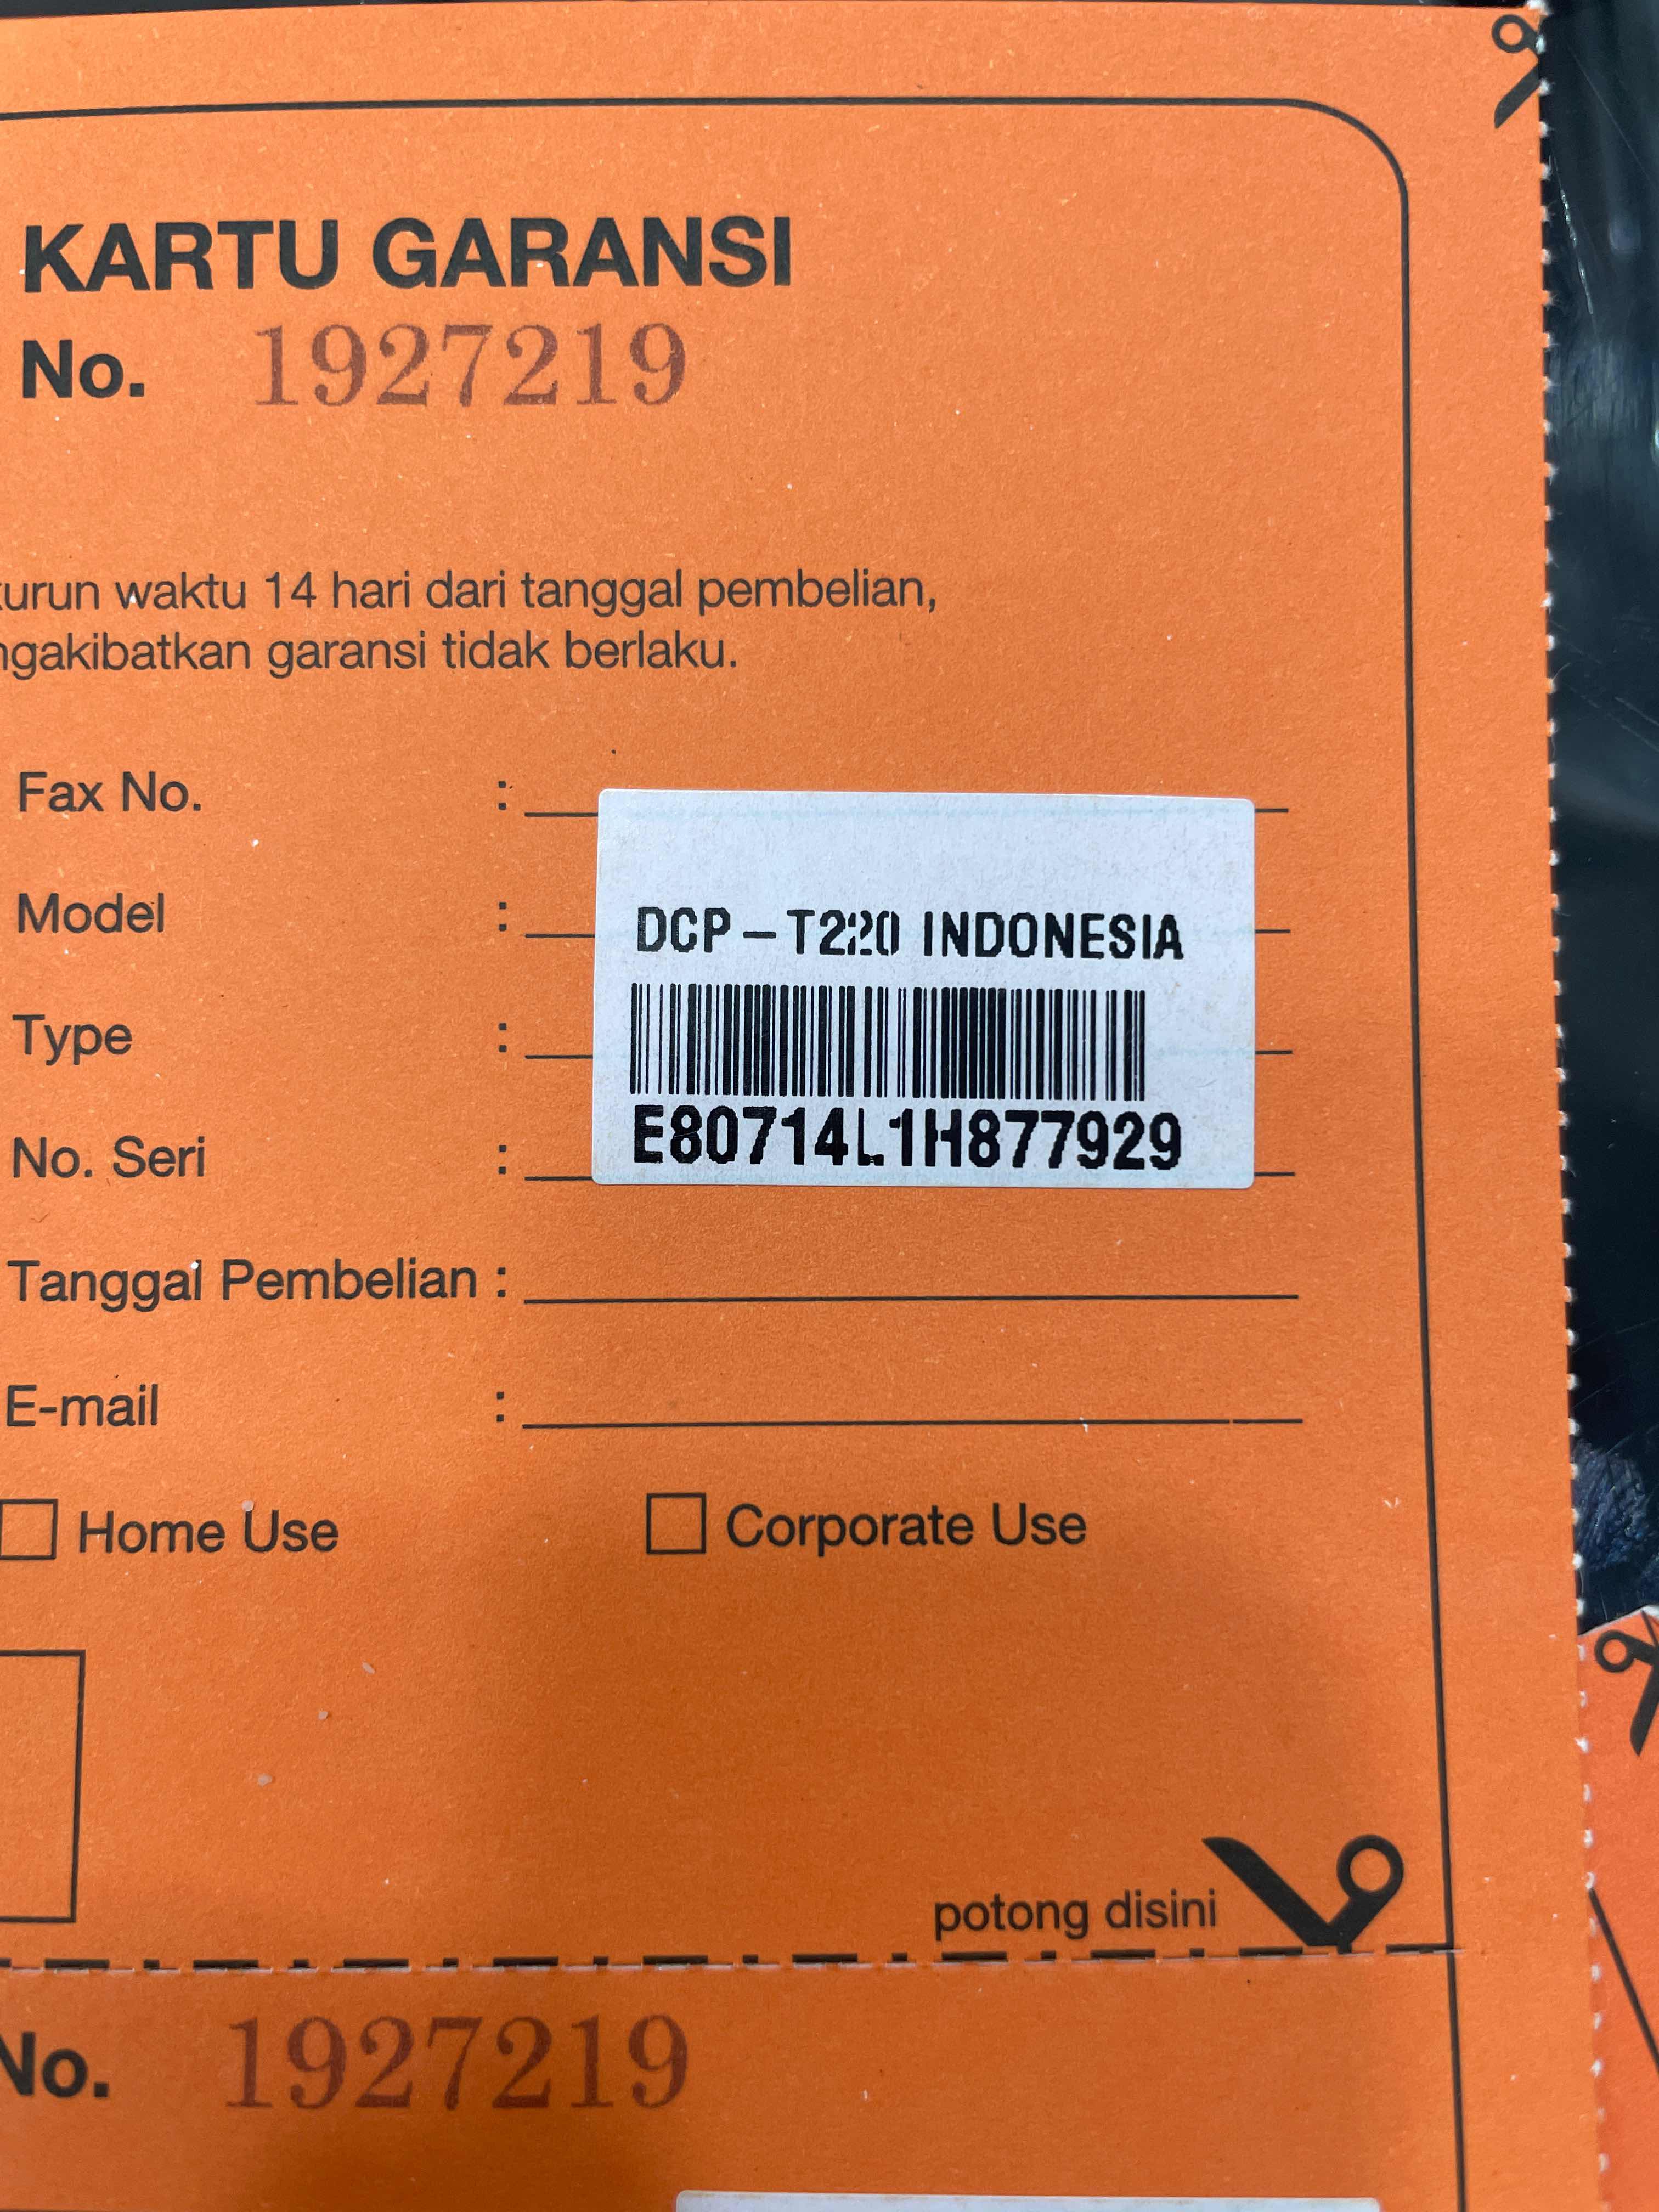 KARTU GARANSI
No. 1927219
kurun waktu 14 hari dari tanggal pembelian,
ngakibatkan garansi tidak berlaku.
Fax No. :
Model : DCP-T220 INDONESIA
Type :
No. Seri : E80714L1H877929
Tanggal Pembelian :
E-mail :
Home Use Corporate Use
potong disini
No. 1927219